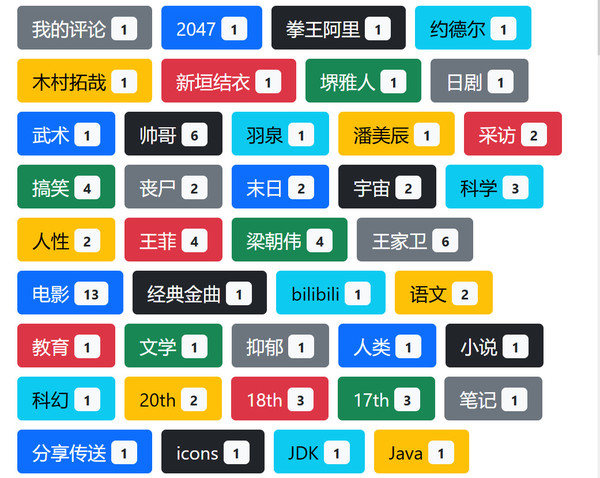 我的评论 1 2047 1 拳王阿里 1 约德尔 1
木村拓哉 1 新垣结衣 1 堺雅人 1 日剧 1
武术 1 帅哥 6 羽泉 1 潘美辰 1 采访 2
搞笑 4 丧尸 2 末日 2 宇宙 2 科学 3
人性 2 王菲 4 梁朝伟 4 王家卫 6
电影 13 经典金曲 1 bilibili 1 语文 2
教育 1 文学 1 抑郁 1 人类 1 小说 1
科幻 1 20th 2 18th 3 17th 3 笔记 1
分享传送 1 icons 1 JDK 1 Java 1